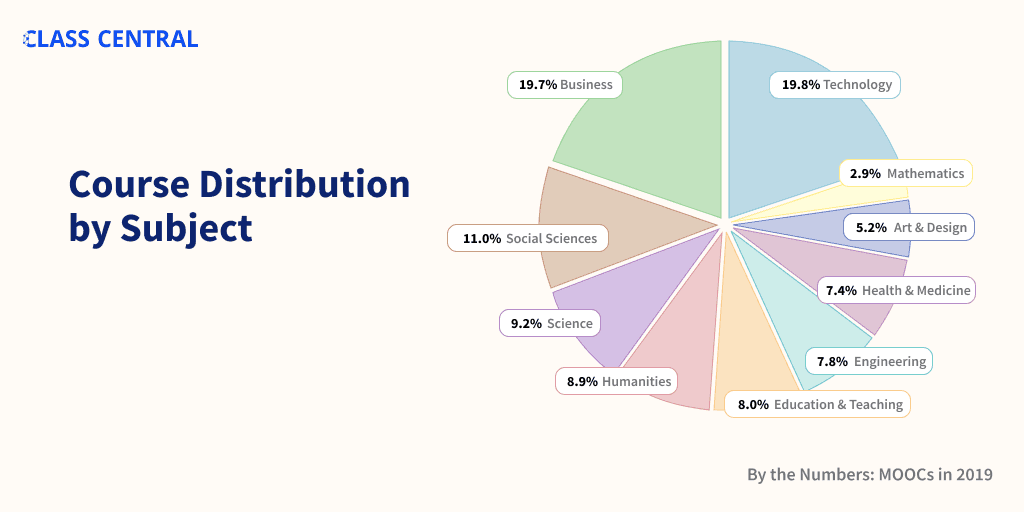 CLASS CENTRAL
Course Distribution
by Subject
19.7% Business
19.8% Technology
2.9% Mathematics
11.0% Social Sciences
5.2% Art & Design
7.4% Health & Medicine
9.2% Science
7.8% Engineering
8.9% Humanities
8.0% Education & Teaching
By the Numbers: MOOCs in 2019